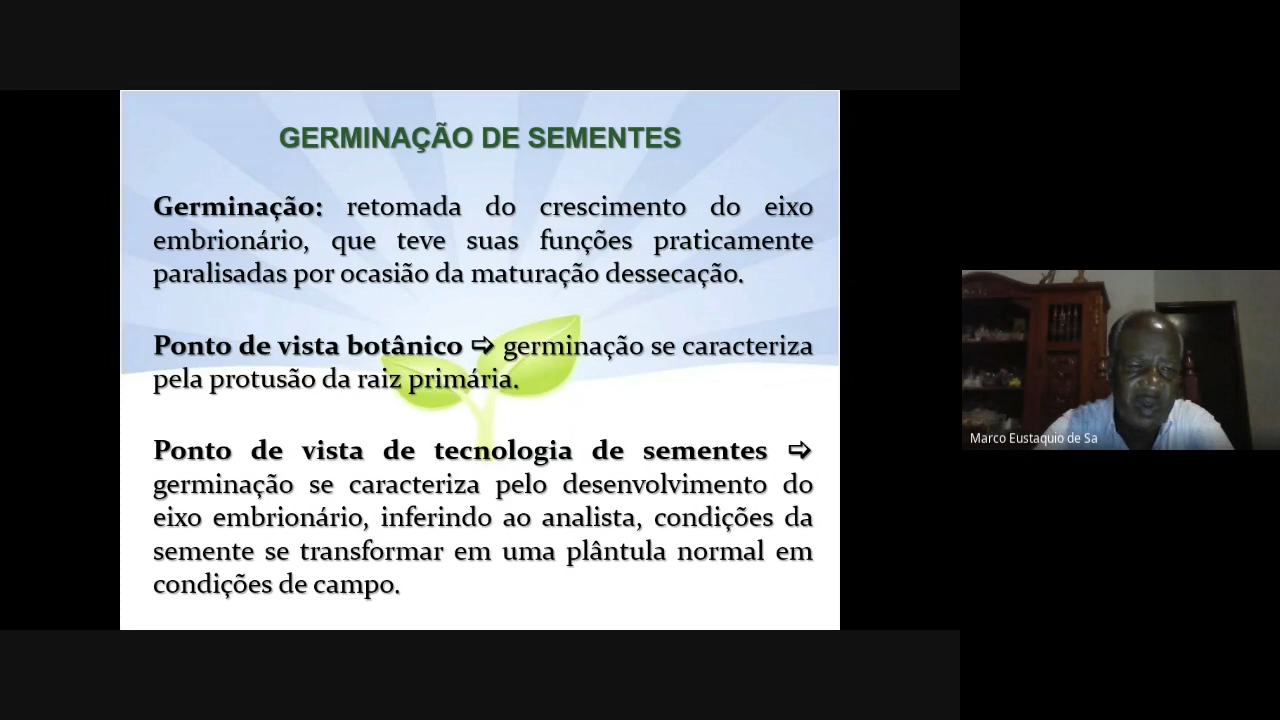 GERMINAÇÃO DE SEMENTES
Germinação: retomada do crescimento do eixo
embrionário, que teve suas funções praticamente
paralisadas por ocasião da maturação dessecação.
Ponto de vista botânico ⇨ germinação se caracteriza
pela protusão da raiz primária.
Ponto de vista de tecnologia de sementes ⇨
germinação se caracteriza pelo desenvolvimento do
eixo embrionário, inferindo ao analista, condições da
semente se transformar em uma plântula normal em
condições de campo.
Marco Eustaquio de Sa